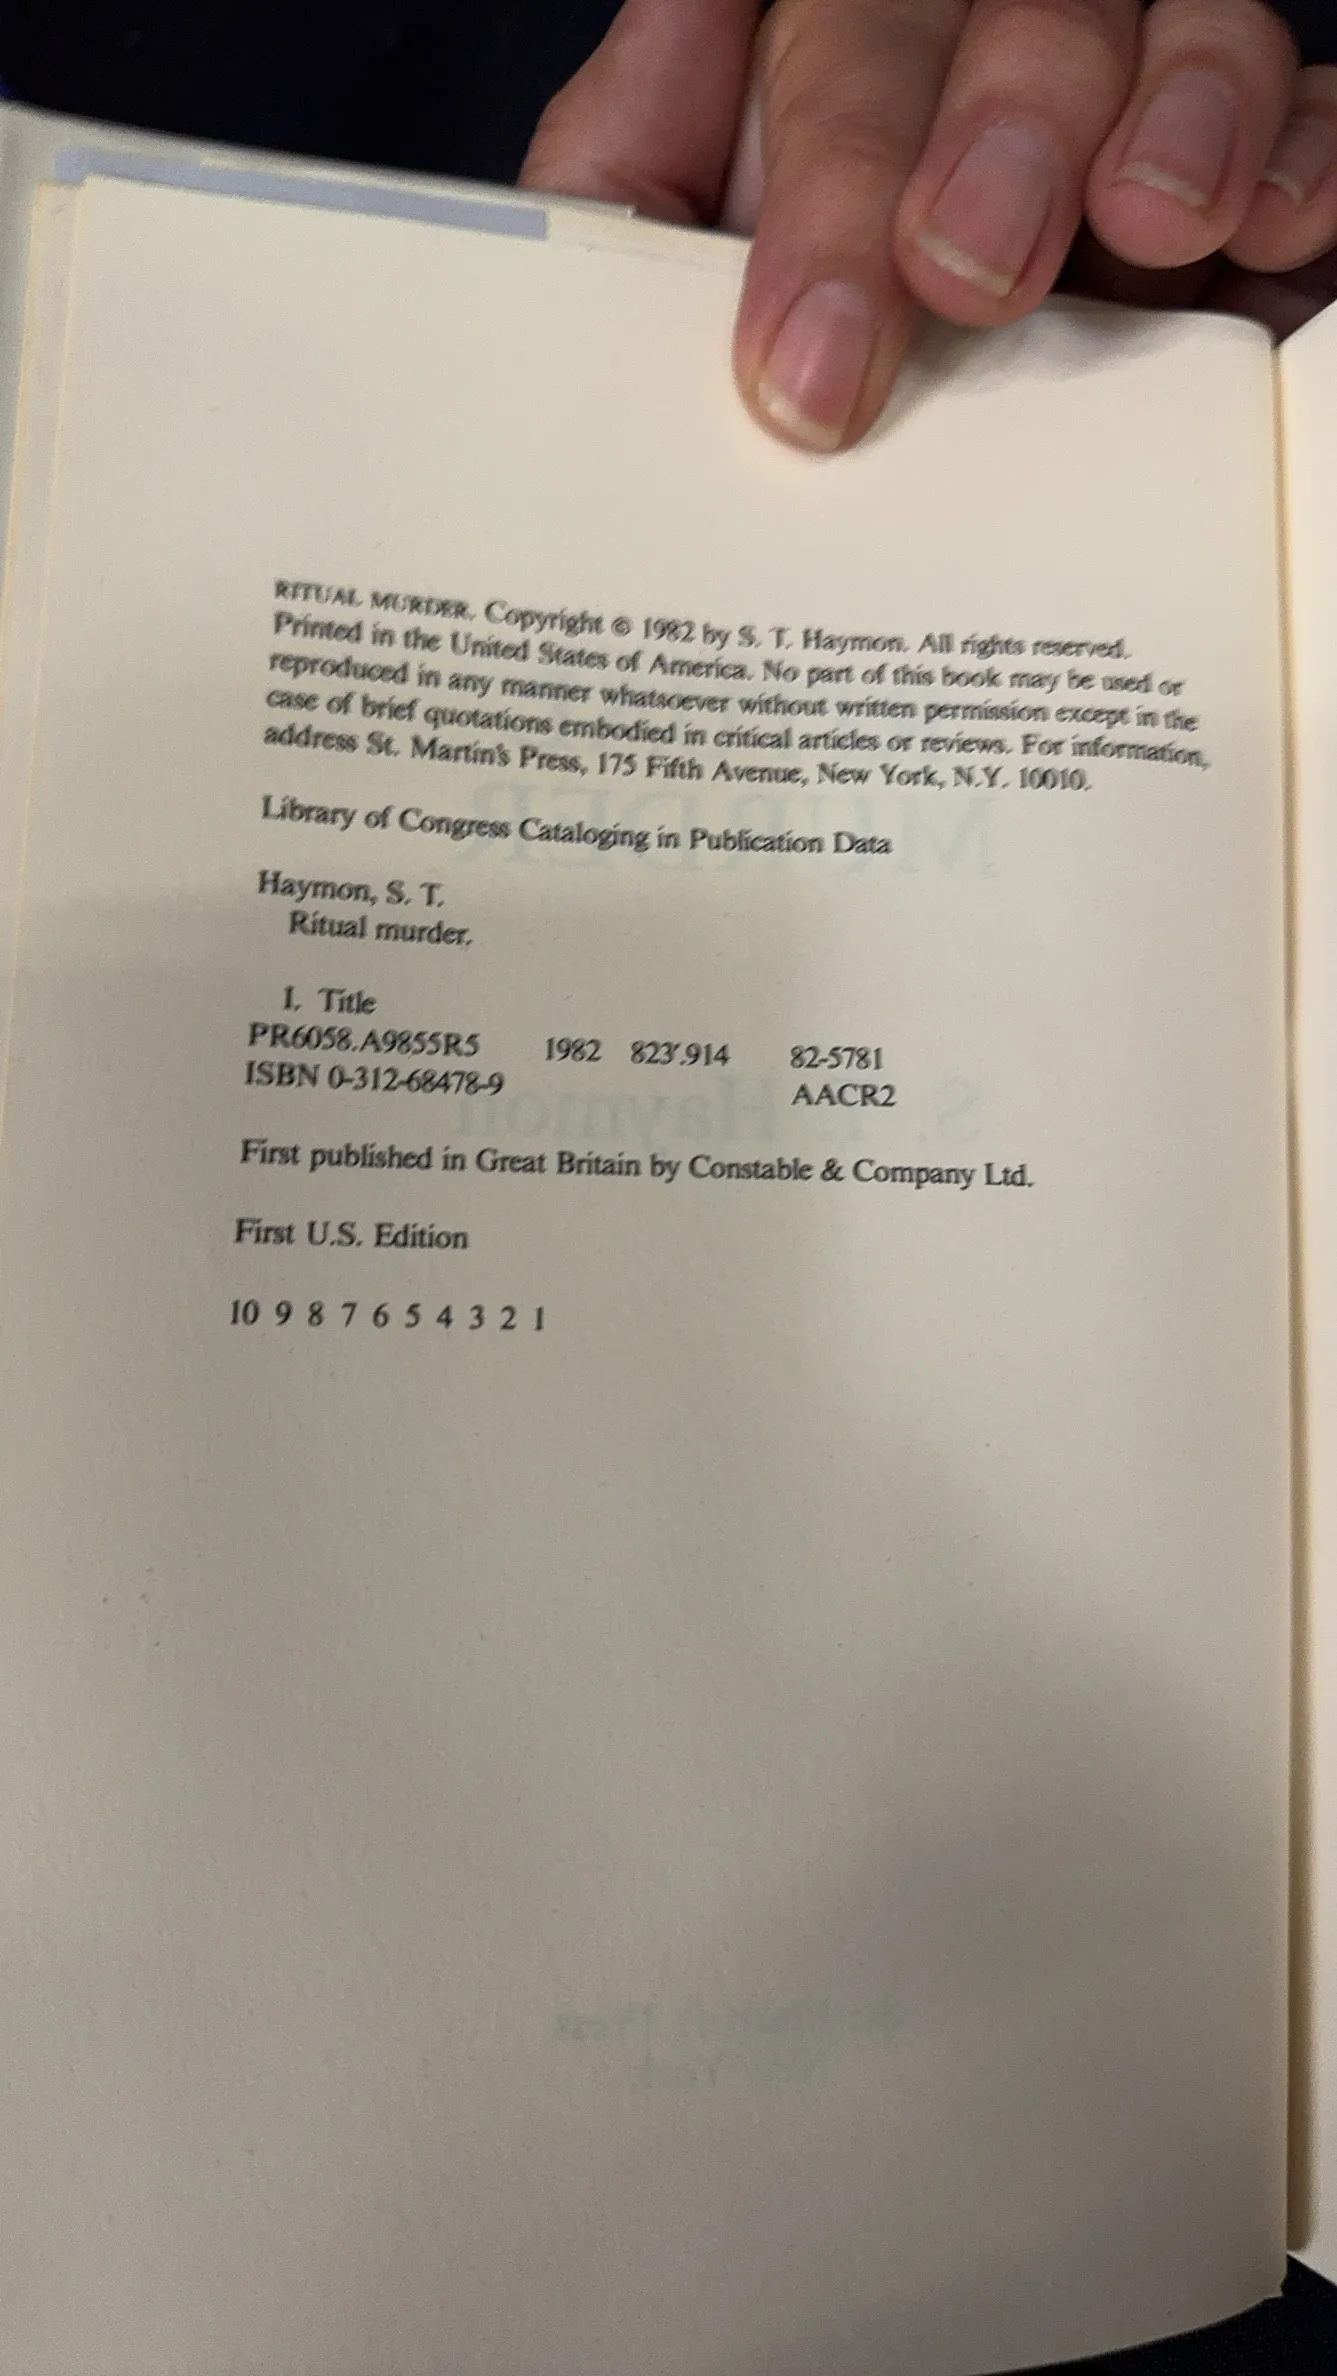 RITUAL MURDER. Copyright © 1982 by S. T. Haymon. All rights reserved.
Printed in the United States of America. No part of this book may be used or
reproduced in any manner whatsoever without written permission except in the
case of brief quotations embodied in critical articles or reviews. For information,
address St. Martin's Press, 175 Fifth Avenue, New York, N.Y. 10010.
Library of Congress Cataloging in Publication Data
Haymon, S. T.
Ritual murder.
I. Title
PR6058.A9855R5 1982 823'.914 82-5781
ISBN 0-312-68478-9 AACR2
First published in Great Britain by Constable & Company Ltd.
First U.S. Edition
10 9 8 7 6 5 4 3 2 1